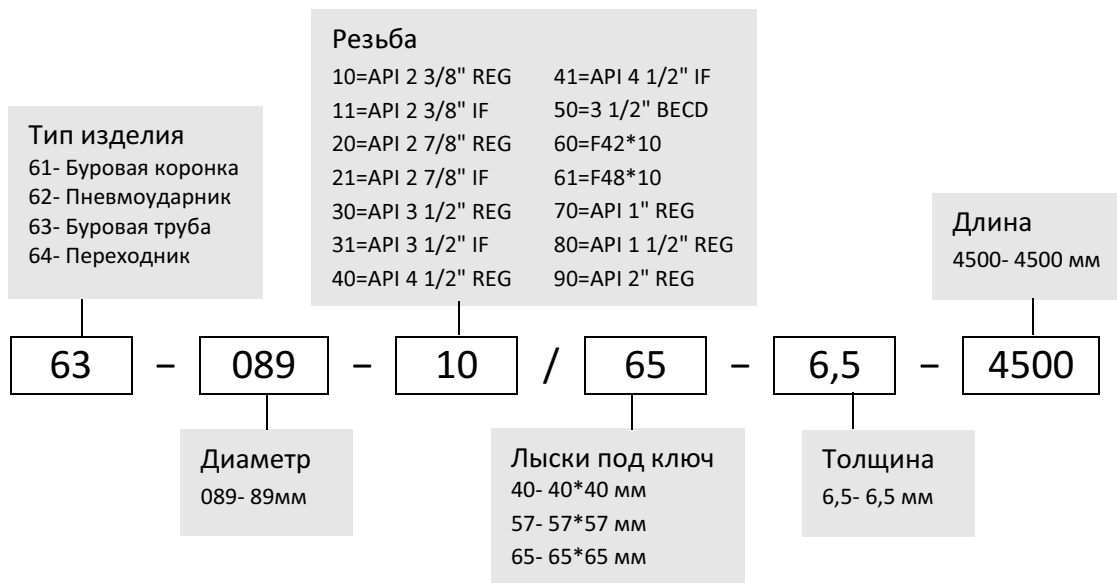 Резьба
10=API 2 3/8" REG
11=API 2 3/8" IF
20=API 2 7/8" REG
21=API 2 7/8" IF
30=API 3 1/2" REG
31=API 3 1/2" IF
40=API 4 1/2" REG
41=API 4 1/2" IF
50=3 1/2" BECD
60=F42*10
61=F48*10
70=API 1" REG
80=API 1 1/2" REG
90=API 2" REG
Тип изделия
61- Буровая коронка
62- Пневмоударник
63- Буровая труба
64- Переходник
Длина
4500- 4500 мм
63 – 089 – 10 / 65 – 6,5 – 4500
Диаметр
089- 89мм
Лыски под ключ
40- 40*40 мм
57- 57*57 мм
65- 65*65 мм
Толщина
6,5- 6,5 мм